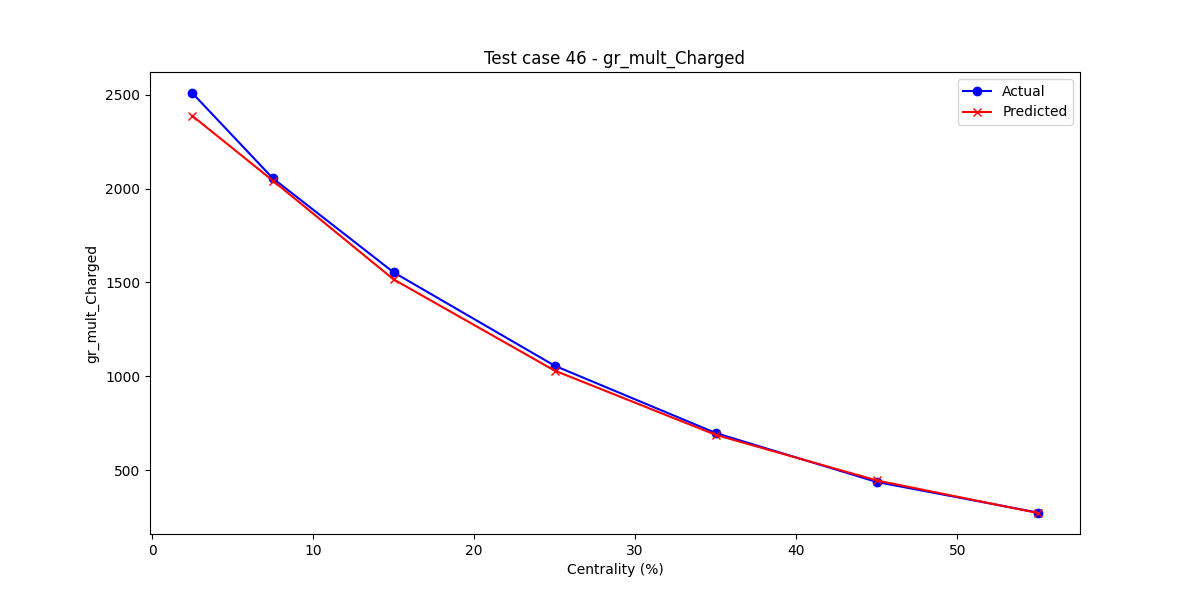 Test case 46 - gr_mult_Charged
Actual
Predicted
2500
2000
1500
1000
500
gr_mult_Charged
0 10 20 30 40 50
Centrality (%)